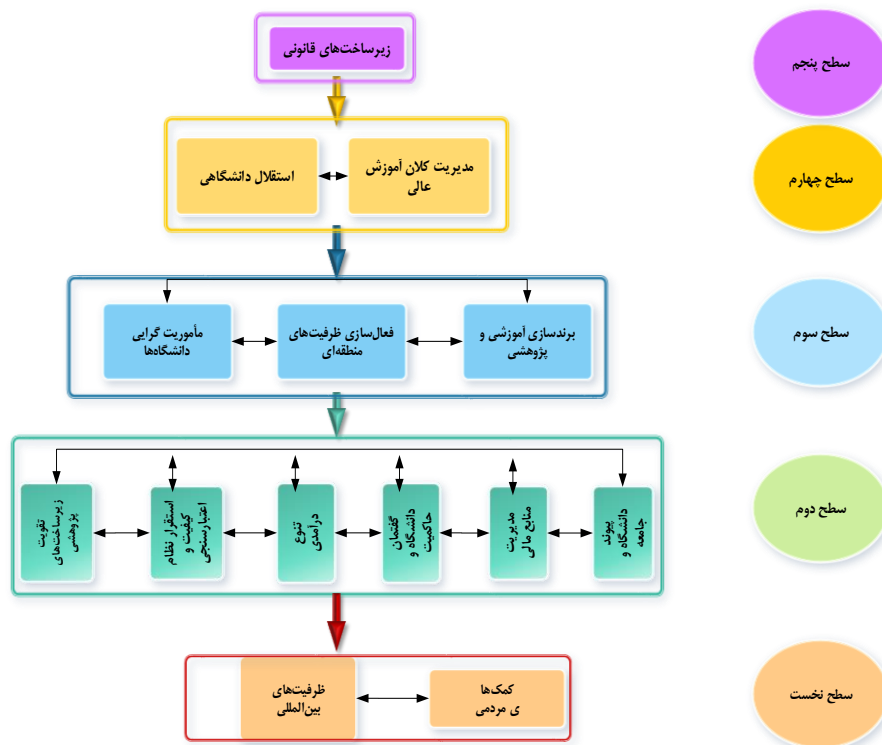 زیرساخت‌های قانونی
سطح پنجم
مدیریت کلان آموزش
عالی
استقلال دانشگاهی
سطح چهارم
برندسازی آموزشی و
پژوهشی
فعال‌سازی ظرفیت‌های
منطقه‌ای
مأموریت گرایی
دانشگاه‌ها
سطح سوم
پیوند
دانشگاه و
جامعه
مدیریت
منابع مالی
گفتمان
دانشگاه و
حاکمیت
تنوع
درآمدی
استقرار نظام
کیفیت و
اعتبارسنجی
تقویت
زیرساخت‌های
پژوهشی
سطح دوم
کمک‌ها
ی مردمی
ظرفیت‌های
بین‌المللی
سطح نخست